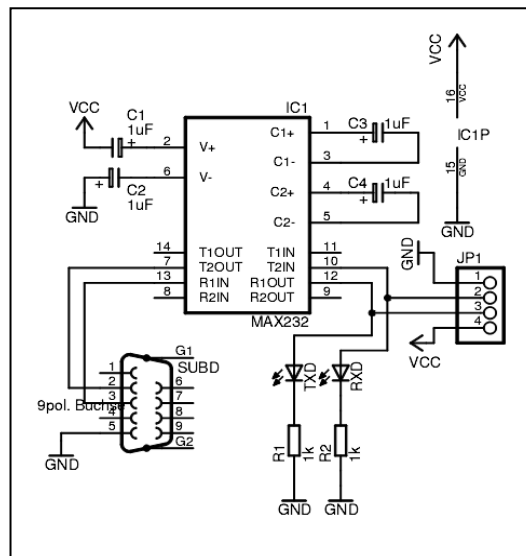 VCC
C1
1uF
2
V+
6
V-
C2
1uF
GND
IC1
C1+
1
C3
1uF
C1-
3
C2+
4
C4
1uF
C2-
5
14
T1OUT
T1IN
11
7
T2OUT
T2IN
10
13
R1IN
R1OUT
12
8
R2IN
R2OUT
9
MAX232
VCC
16
VCC
IC1P
15
GND
GND
GND
JP1
1
2
3
4
VCC
G1
SUBD
1
2
9pol. Buchse
3
4
5
6
7
8
9
G2
GND
TXD
RXD
R1
1k
R2
1k
GND
GND